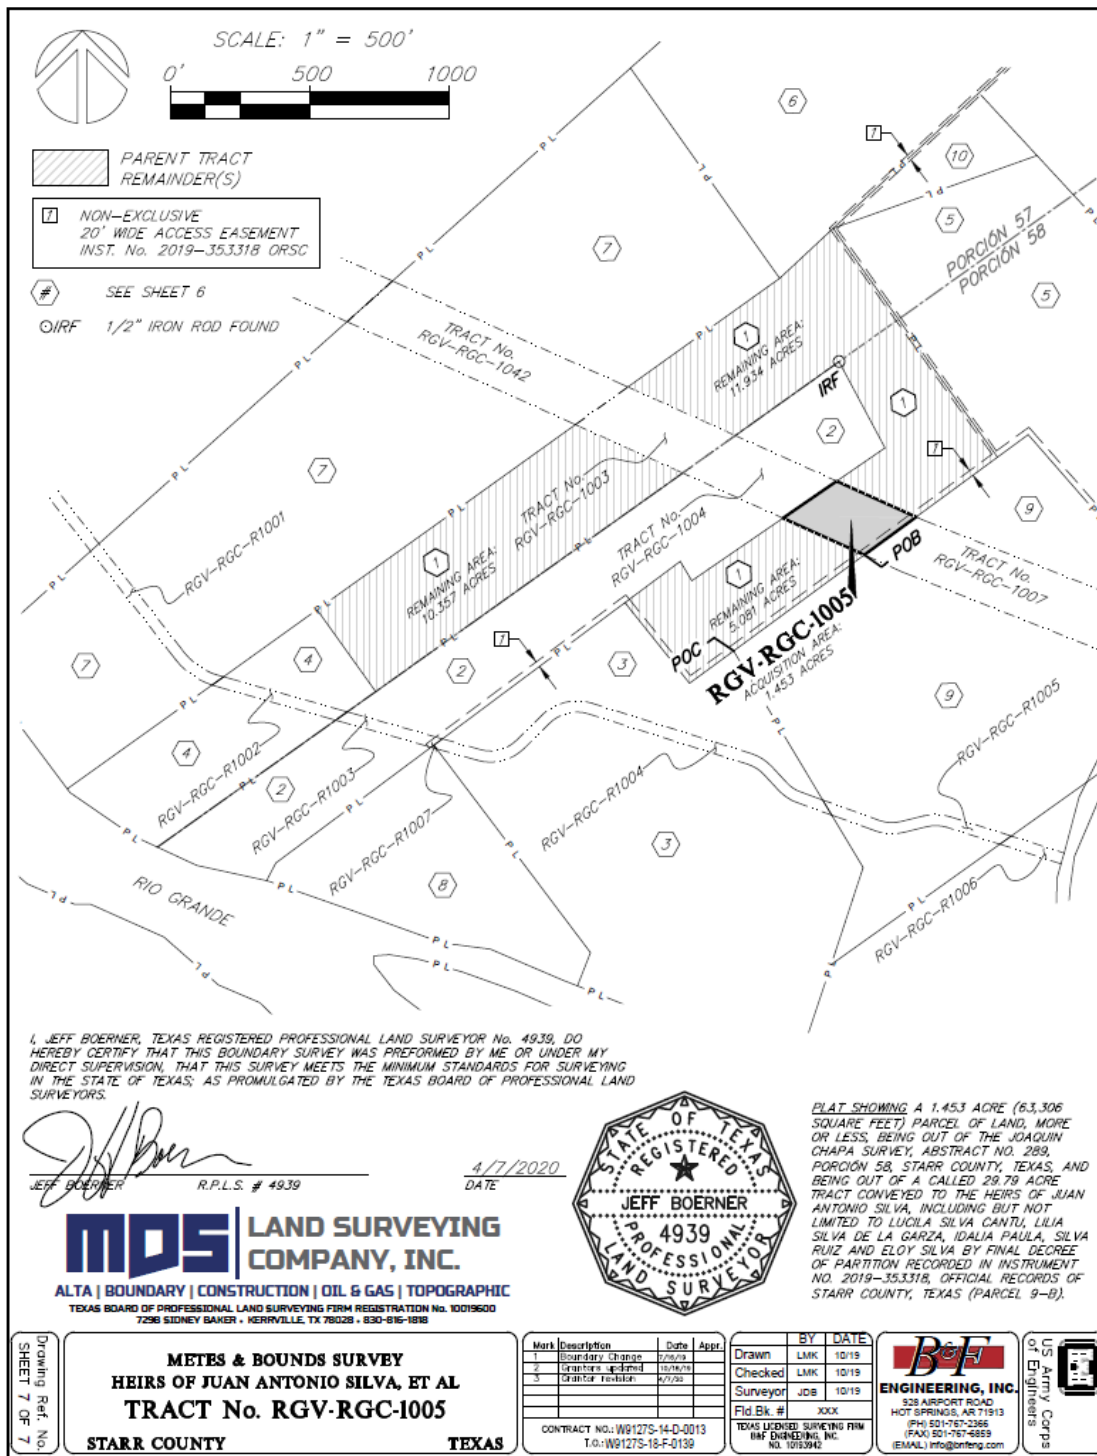 SCALE: 1" = 500'
0' 500 1000
PARENT TRACT
REMAINDER(S)
1 NON-EXCLUSIVE
20' WIDE ACCESS EASEMENT
INST. No. 2019-353318 ORSC
# SEE SHEET 6
IRF 1/2" IRON ROD FOUND
6
1
10
5
PORCIÓN 57
PORCIÓN 58
5
7
TRACT No.
RGV-RGC-1042
1
REMAINING AREA:
11.934 ACRES
IRF
1
2
1
7
TRACT No.
RGV-RGC-1003
9
RGV-RGC-R1001
TRACT No.
RGV-RGC-1004
POB
TRACT No.
RGV-RGC-1007
1
REMAINING AREA:
10.357 ACRES
1
REMAINING AREA:
5.081 ACRES
RGV-RGC-1005
ACQUISITION AREA:
1.453 ACRES
POC
1
7
4
2
3
9
RGV-RGC-R1005
4
RGV-RGC-R1002
2
RGV-RGC-R1003
RGV-RGC-R1007
RGV-RGC-R1004
3
8
RGV-RGC-R1006
RIO GRANDE
P L
I, JEFF BOERNER, TEXAS REGISTERED PROFESSIONAL LAND SURVEYOR No. 4939, DO
HEREBY CERTIFY THAT THIS BOUNDARY SURVEY WAS PREFORMED BY ME OR UNDER MY
DIRECT SUPERVISION, THAT THIS SURVEY MEETS THE MINIMUM STANDARDS FOR SURVEYING
IN THE STATE OF TEXAS; AS PROMULGATED BY THE TEXAS BOARD OF PROFESSIONAL LAND
SURVEYORS.
JEFF BOERNER R.P.L.S. # 4939
4/7/2020
DATE
STATE OF TEXAS
REGISTERED
JEFF BOERNER
4939
PROFESSIONAL
LAND SURVEYOR
PLAT SHOWING A 1.453 ACRE (63,306
SQUARE FEET) PARCEL OF LAND, MORE
OR LESS, BEING OUT OF THE JOAQUIN
CHAPA SURVEY, ABSTRACT NO. 289,
PORCIÓN 58, STARR COUNTY, TEXAS, AND
BEING OUT OF A CALLED 29.79 ACRE
TRACT CONVEYED TO THE HEIRS OF JUAN
ANTONIO SILVA, INCLUDING BUT NOT
LIMITED TO LUCILA SILVA CANTU, LILIA
SILVA DE LA GARZA, IDALIA PAULA, SILVA
RUIZ AND ELOY SILVA BY FINAL DECREE
OF PARTITION RECORDED IN INSTRUMENT
NO. 2019-353318, OFFICIAL RECORDS OF
STARR COUNTY, TEXAS (PARCEL 9-B).
MDS LAND SURVEYING
COMPANY, INC.
ALTA | BOUNDARY | CONSTRUCTION | OIL & GAS | TOPOGRAPHIC
TEXAS BOARD OF PROFESSIONAL LAND SURVEYING FIRM REGISTRATION No. 10019600
729B SIDNEY BAKER • KERRVILLE, TX 78028 • 830-816-1818
Drawing Ref. No.
SHEET 7 OF 7
METES & BOUNDS SURVEY
HEIRS OF JUAN ANTONIO SILVA, ET AL
TRACT No. RGV-RGC-1005
STARR COUNTY TEXAS
Mark Description Date Appr.
1 Boundary Change 7/16/19
2 Grantors updated 10/16/19
3 Grantor revision 4/7/20
CONTRACT NO.: W9127S-14-D-0013
T.O.: W9127S-18-F-0139
BY DATE
Drawn LMK 10/19
Checked LMK 10/19
Surveyor JDB 10/19
Fld.Bk. # XXX
TEXAS LICENSED SURVEYING FIRM
B&F ENGINEERING, INC.
NO. 10193942
B&F
ENGINEERING, INC.
928 AIRPORT ROAD
HOT SPRINGS, AR 71913
(PH) 501-767-2366
(FAX) 501-767-6859
(EMAIL) info@bnfeng.com
US Army Corps
of Engineers